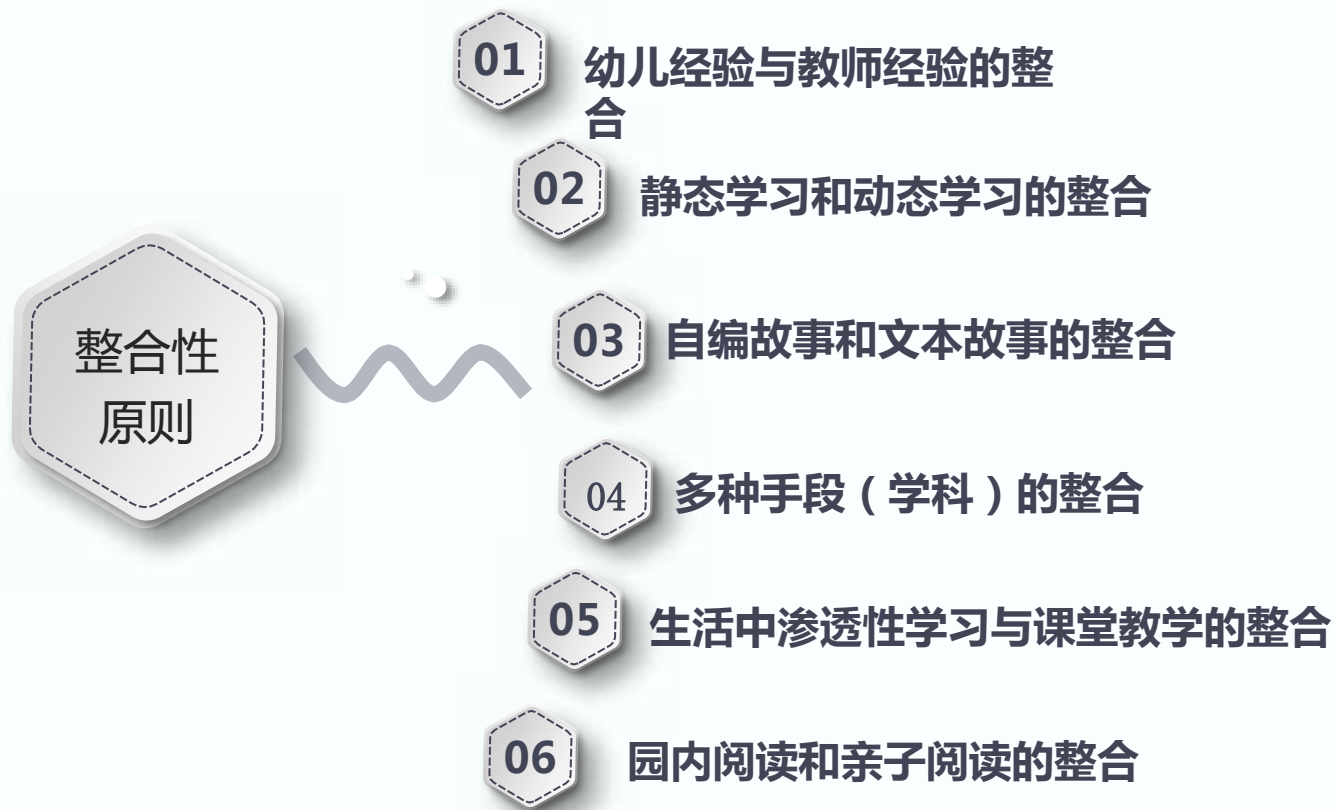 整合性
原则
01
幼儿经验与教师经验的整
合
02
静态学习和动态学习的整合
03
自编故事和文本故事的整合
04
多种手段（学科）的整合
05
生活中渗透性学习与课堂教学的整合
06
园内阅读和亲子阅读的整合